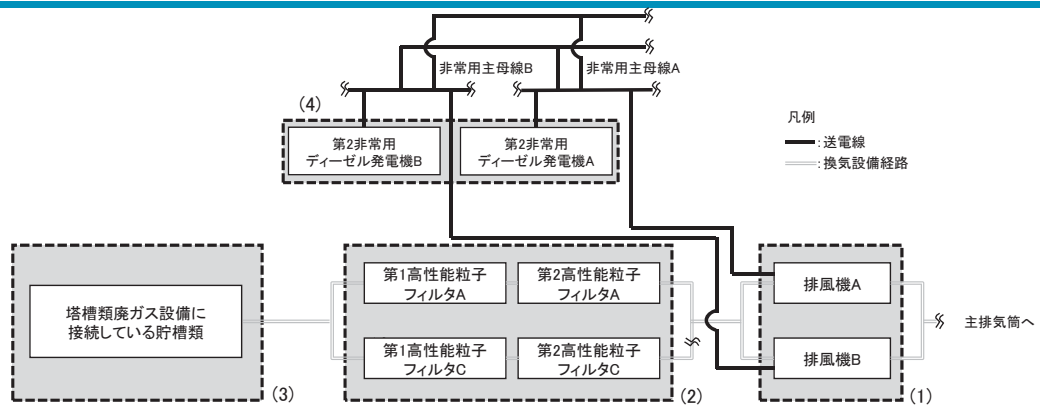 非常用主母線B
非常用主母線A
(4)
第2非常用
ディーゼル発電機B
第2非常用
ディーゼル発電機A
凡例
:送電線
:換気設備経路
塔槽類廃ガス設備に
接続している貯槽類
(3)
第1高性能粒子
フィルタA
第2高性能粒子
フィルタA
第1高性能粒子
フィルタC
第2高性能粒子
フィルタC
(2)
排風機A
排風機B
(1)
主排気筒へ